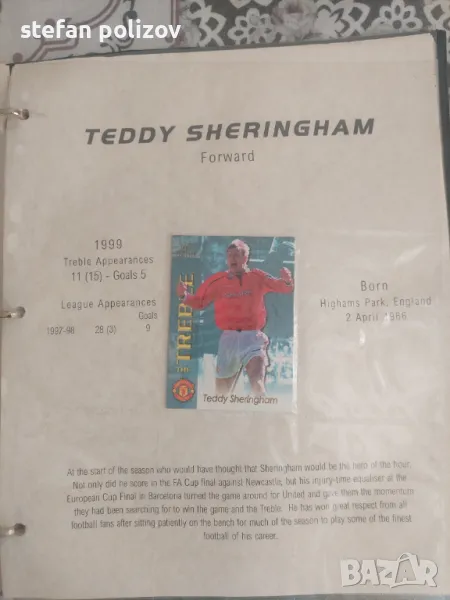 stefan polizov
TEDDY SHERINGHAM
Forward
1999
Treble Appearances
11 (15) - Goals 5
League Appearances
Goals
1997-98 28 (3) 9
THE TREBLE
Teddy Sheringham
Born
Highams Park, England
2 April 1966
At the start of the season who would have thought that Sheringham would be the hero of the hour.
Not only did he score in the FA Cup final against Newcastle, but his injury-time equaliser at the
European Cup Final in Barcelona turned the game around for United and gave them the momentum
they had been searching for to win the game and the Treble. He has won great respect from all
football fans after sitting patiently on the bench for much of the season to play some of the finest
football of his career.
BAZAR
.bg